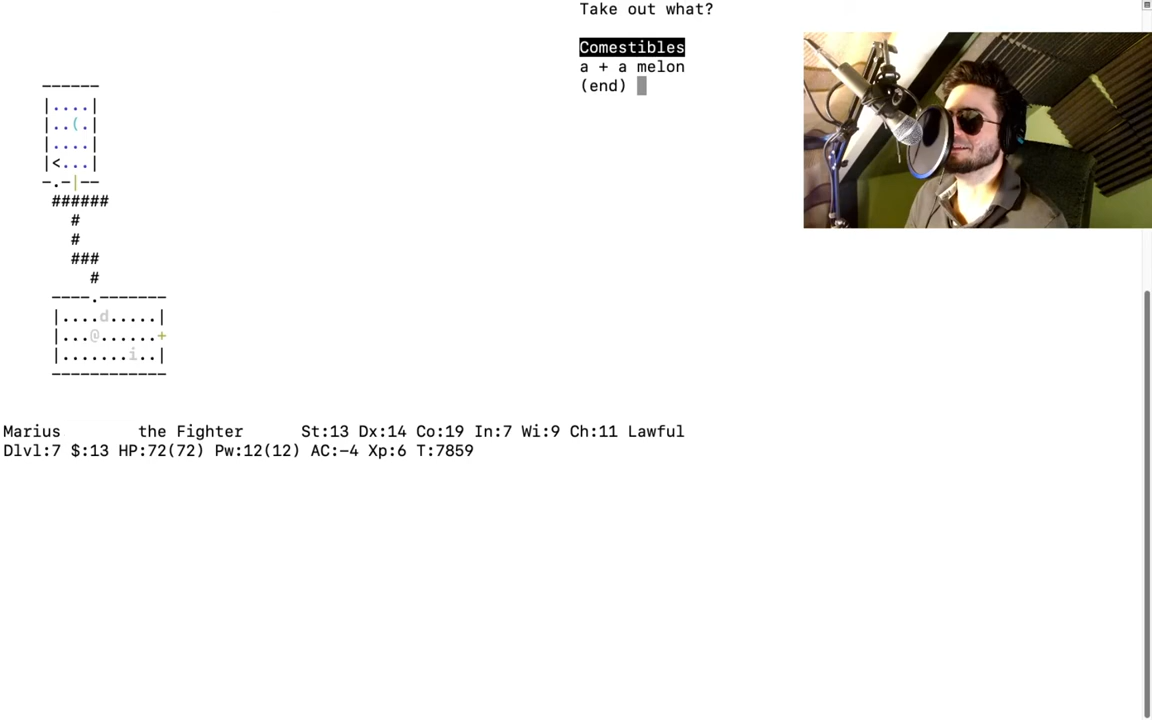 Take out what?
Comestibles
a + a melon
(end)
------
|....|
|..(.|
|....|
|<...|
-.-|--
######
#
#
###
#
----.-------
|....d.....|
|...@......+
|.......i..|
------------
Marius the Fighter St:13 Dx:14 Co:19 In:7 Wi:9 Ch:11 Lawful
Dlvl:7 $:13 HP:72(72) Pw:12(12) AC:-4 Xp:6 T:7859